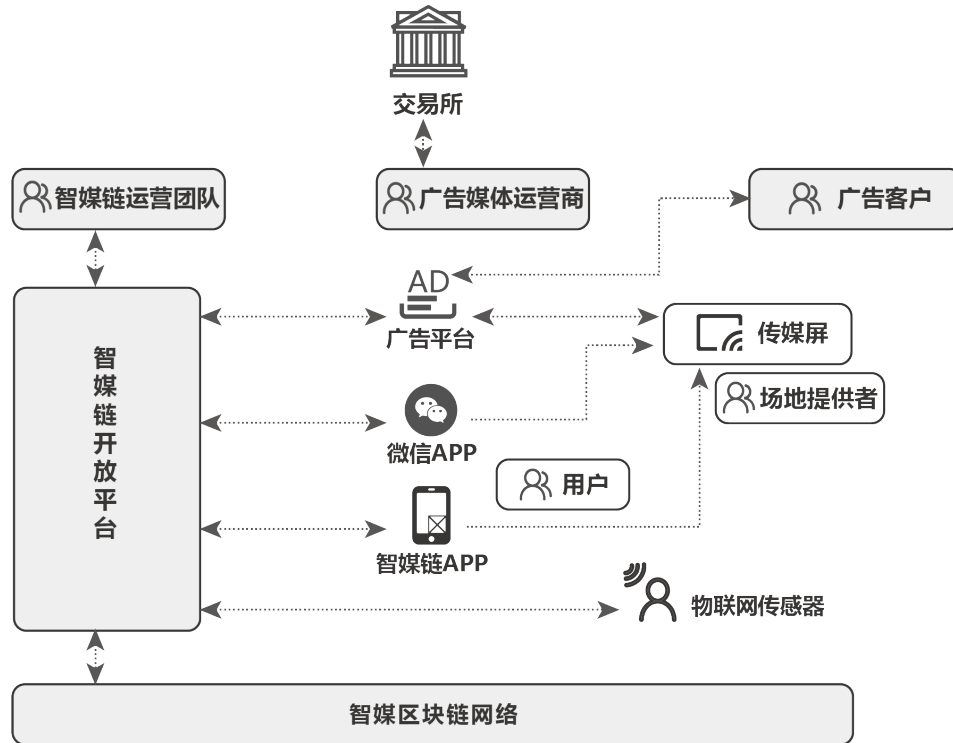 交易所
智媒链运营团队
广告媒体运营商
广告客户
AD
广告平台
传媒屏
场地提供者
智媒链开放平台
微信APP
用户
智媒链APP
物联网传感器
智媒区块链网络